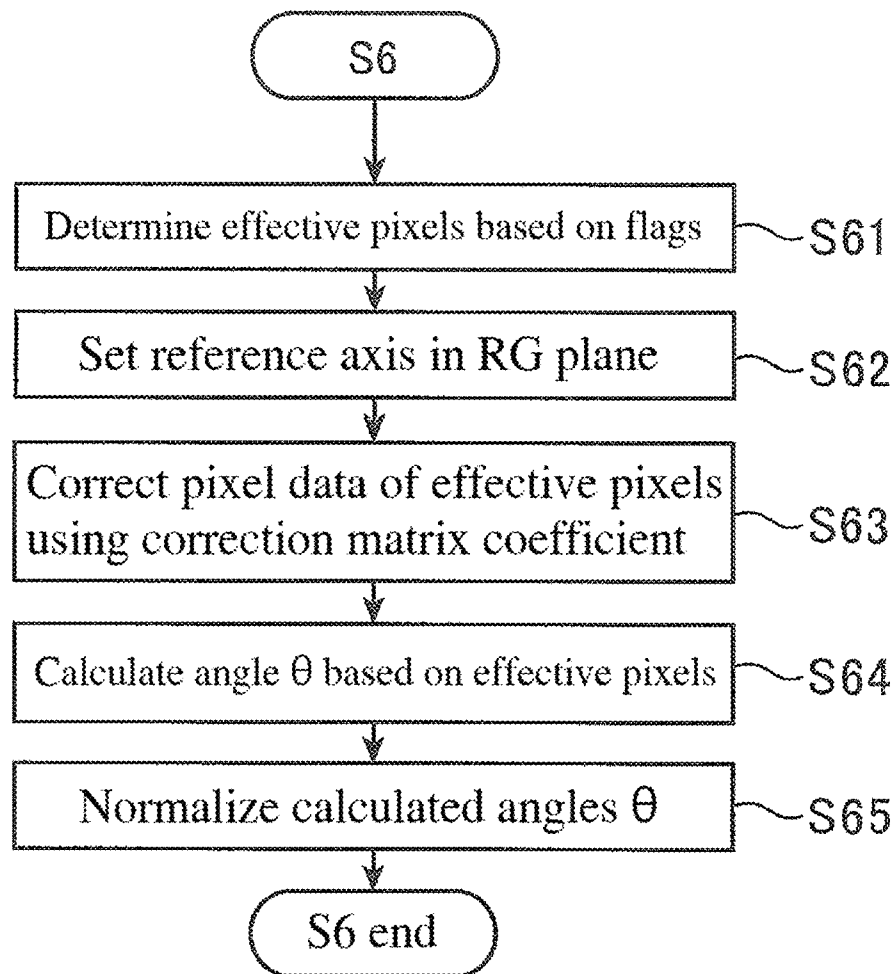 S6
Determine effective pixels based on flags
S61
Set reference axis in RG plane
S62
Correct pixel data of effective pixels
using correction matrix coefficient
S63
Calculate angle θ based on effective pixels
S64
Normalize calculated angles θ
S65
S6 end